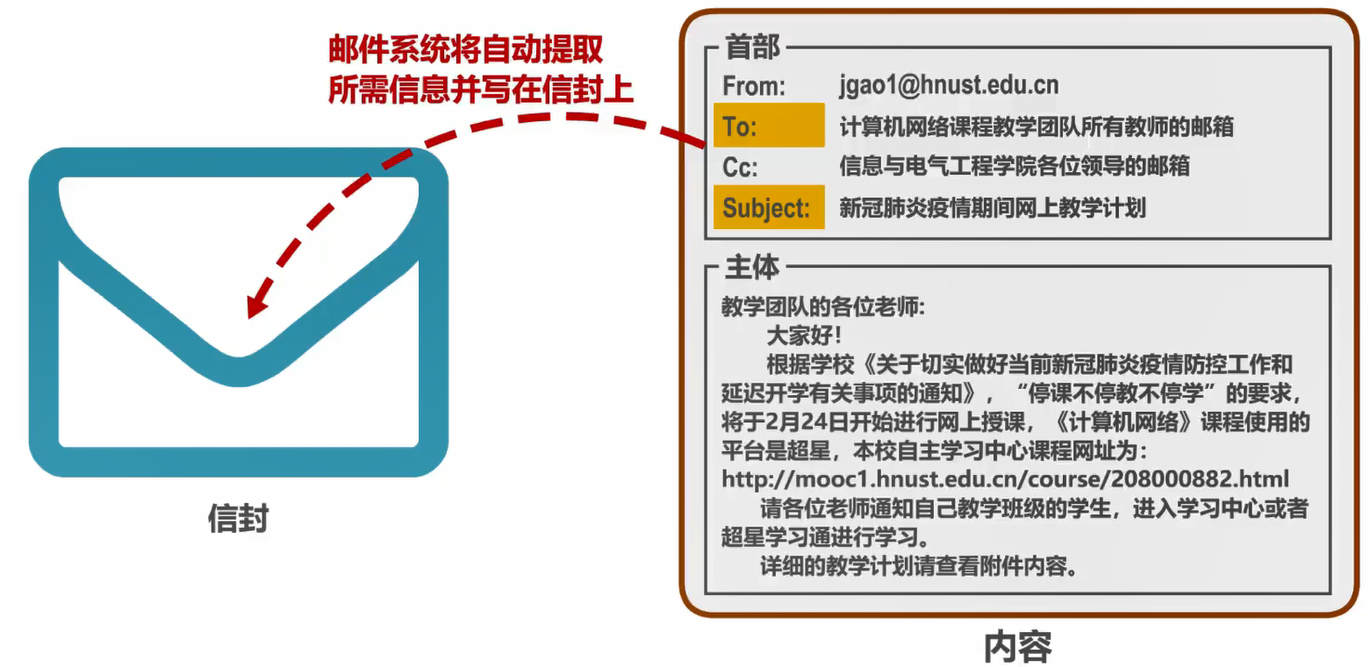 邮件系统将自动提取
所需信息并写在信封上
信封
首部
From: jgao1@hnust.edu.cn
To: 计算机网络课程教学团队所有教师的邮箱
Cc: 信息与电气工程学院各位领导的邮箱
Subject: 新冠肺炎疫情期间网上教学计划
主体
教学团队的各位老师:
大家好!
根据学校《关于切实做好当前新冠肺炎疫情防控工作和
延迟开学有关事项的通知》，“停课不停教不停学”的要求，
将于2月24日开始进行网上授课，《计算机网络》课程使用的
平台是超星，本校自主学习中心课程网址为：
http://mooc1.hnust.edu.cn/course/208000882.html
请各位老师通知自己教学班级的学生，进入学习中心或者
超星学习通进行学习。
详细的教学计划请查看附件内容。
内容